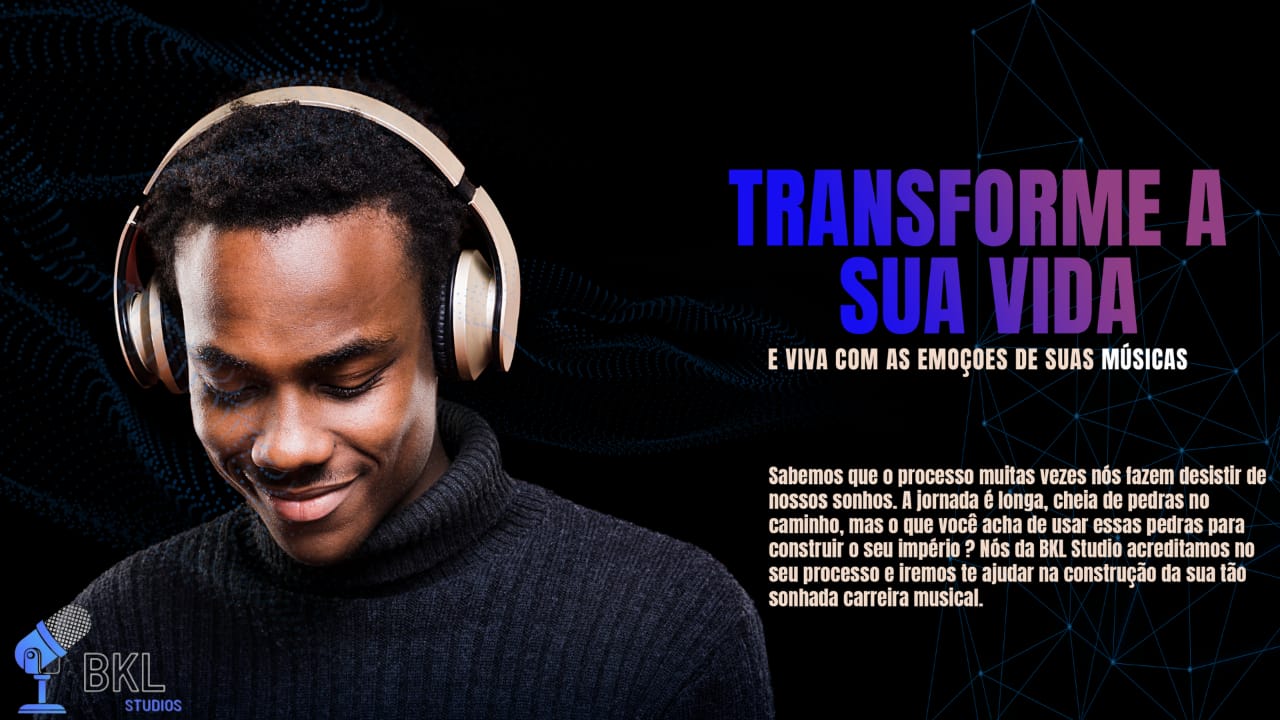 TRANSFORME A
SUA VIDA
E VIVA COM AS EMOÇOES DE SUAS MÚSICAS
Sabemos que o processo muitas vezes nós fazem desistir de
nossos sonhos. A jornada é longa, cheia de pedras no
caminho, mas o que você acha de usar essas pedras para
construir o seu império ? Nós da BKL Studio acreditamos no
seu processo e iremos te ajudar na construção da sua tão
sonhada carreira musical.
BKL
STUDIOS